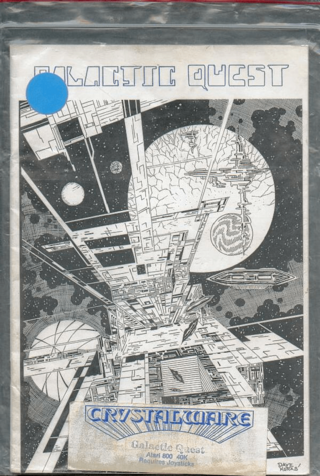 GALACTIC QUEST
CRYSTALWARE
Galactic Quest
Atari 800 48K
Requires Joysticks